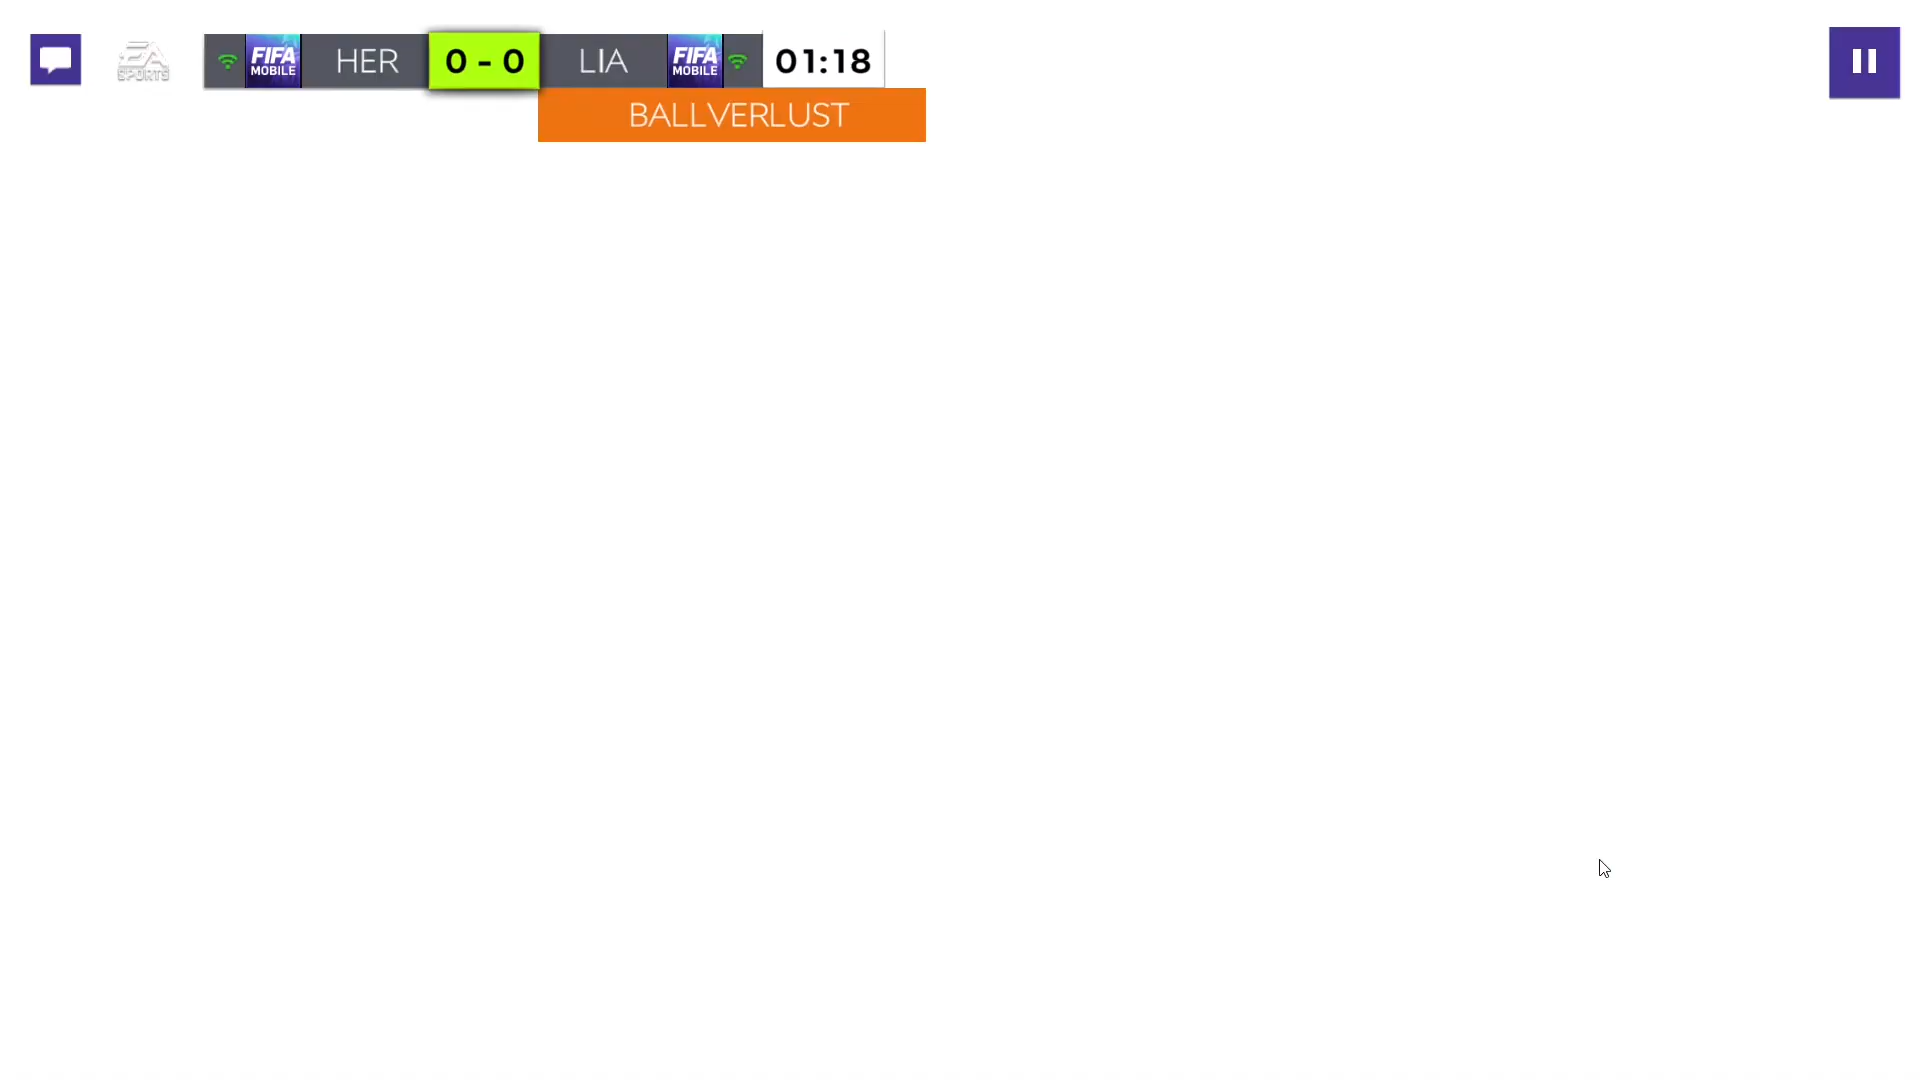 EA SPORTS FIFA MOBILE HER 0 - 0 LIA FIFA MOBILE 01:18
BALLVERLUST